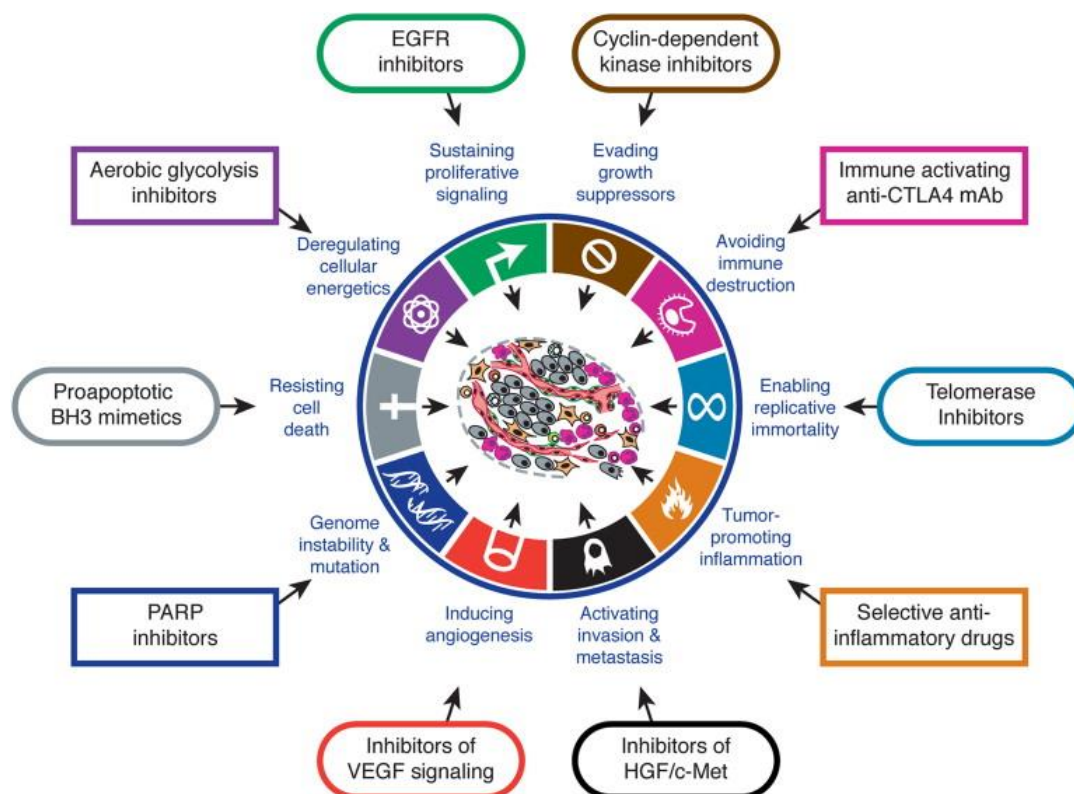 EGFR
inhibitors
Cyclin-dependent
kinase inhibitors
Sustaining
proliferative
signaling
Evading
growth
suppressors
Aerobic glycolysis
inhibitors
Immune activating
anti-CTLA4 mAb
Deregulating
cellular
energetics
Avoiding
immune
destruction
Proapoptotic
BH3 mimetics
Resisting
cell
death
Enabling
replicative
immortality
Telomerase
Inhibitors
Genome
instability &
mutation
Tumor-
promoting
inflammation
PARP
inhibitors
Inducing
angiogenesis
Activating
invasion &
metastasis
Selective anti-
inflammatory drugs
Inhibitors of
VEGF signaling
Inhibitors of
HGF/c-Met